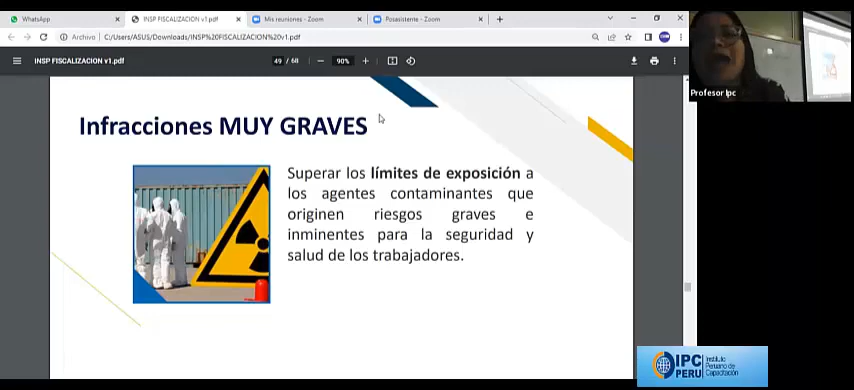 WhatsApp
INSP FISCALIZACION v1.pdf
Mis reuniones - Zoom
Posasistente - Zoom
Archivo | C:/Users/ASUS/Downloads/INSP%20FISCALIZACION%20v1.pdf
INSP FISCALIZACION v1.pdf
49 / 68
90%
Profesor Ipc
Infracciones MUY GRAVES
Superar los límites de exposición a
los agentes contaminantes que
originen riesgos graves e
inminentes para la seguridad y
salud de los trabajadores.
IPC
PERU
Instituto
Peruano de
Capacitación